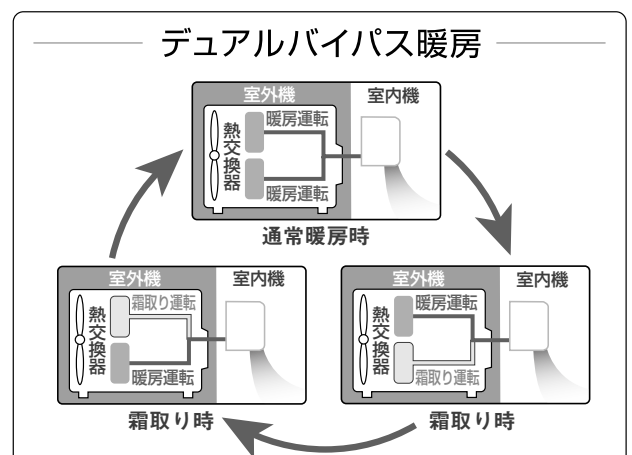 デュアルバイパス暖房
室外機
室内機
暖房運転
熱交換器
暖房運転
通常暖房時
室外機
室内機
霜取り運転
熱交換器
暖房運転
霜取り時
室外機
室内機
暖房運転
熱交換器
霜取り運転
霜取り時